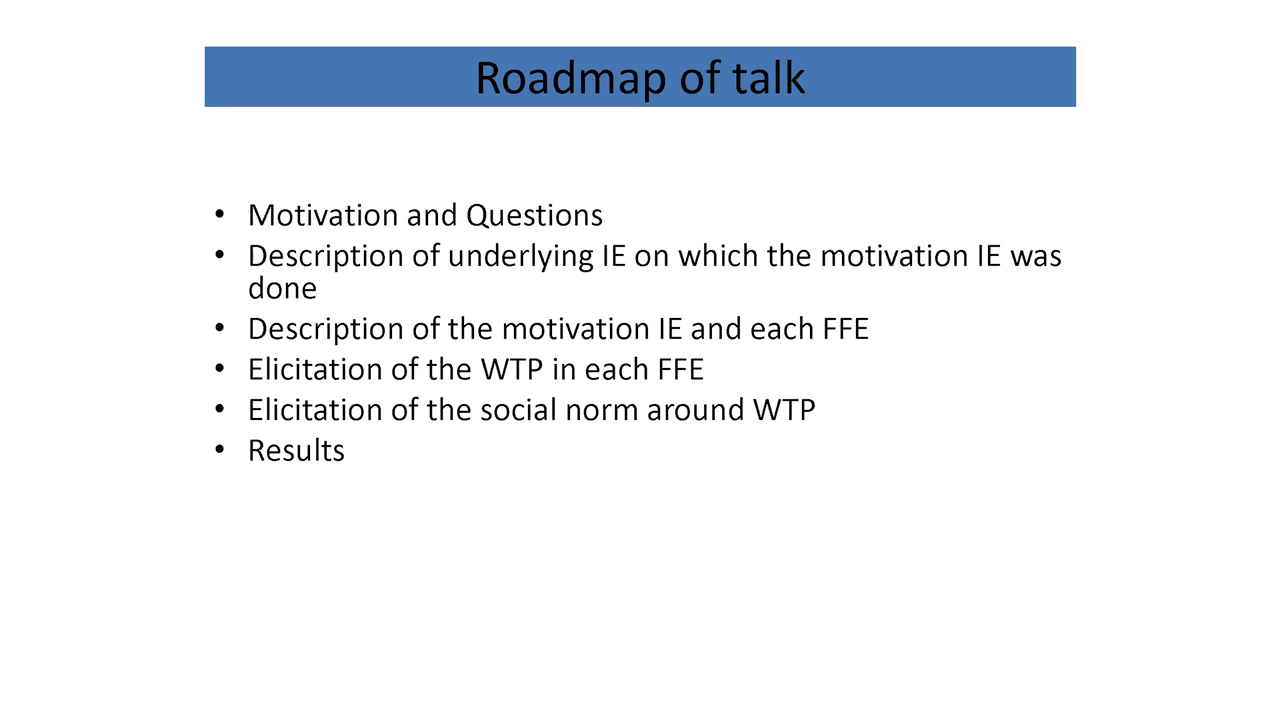 Roadmap of talk
• Motivation and Questions
• Description of underlying IE on which the motivation IE was
done
• Description of the motivation IE and each FFE
• Elicitation of the WTP in each FFE
• Elicitation of the social norm around WTP
• Results